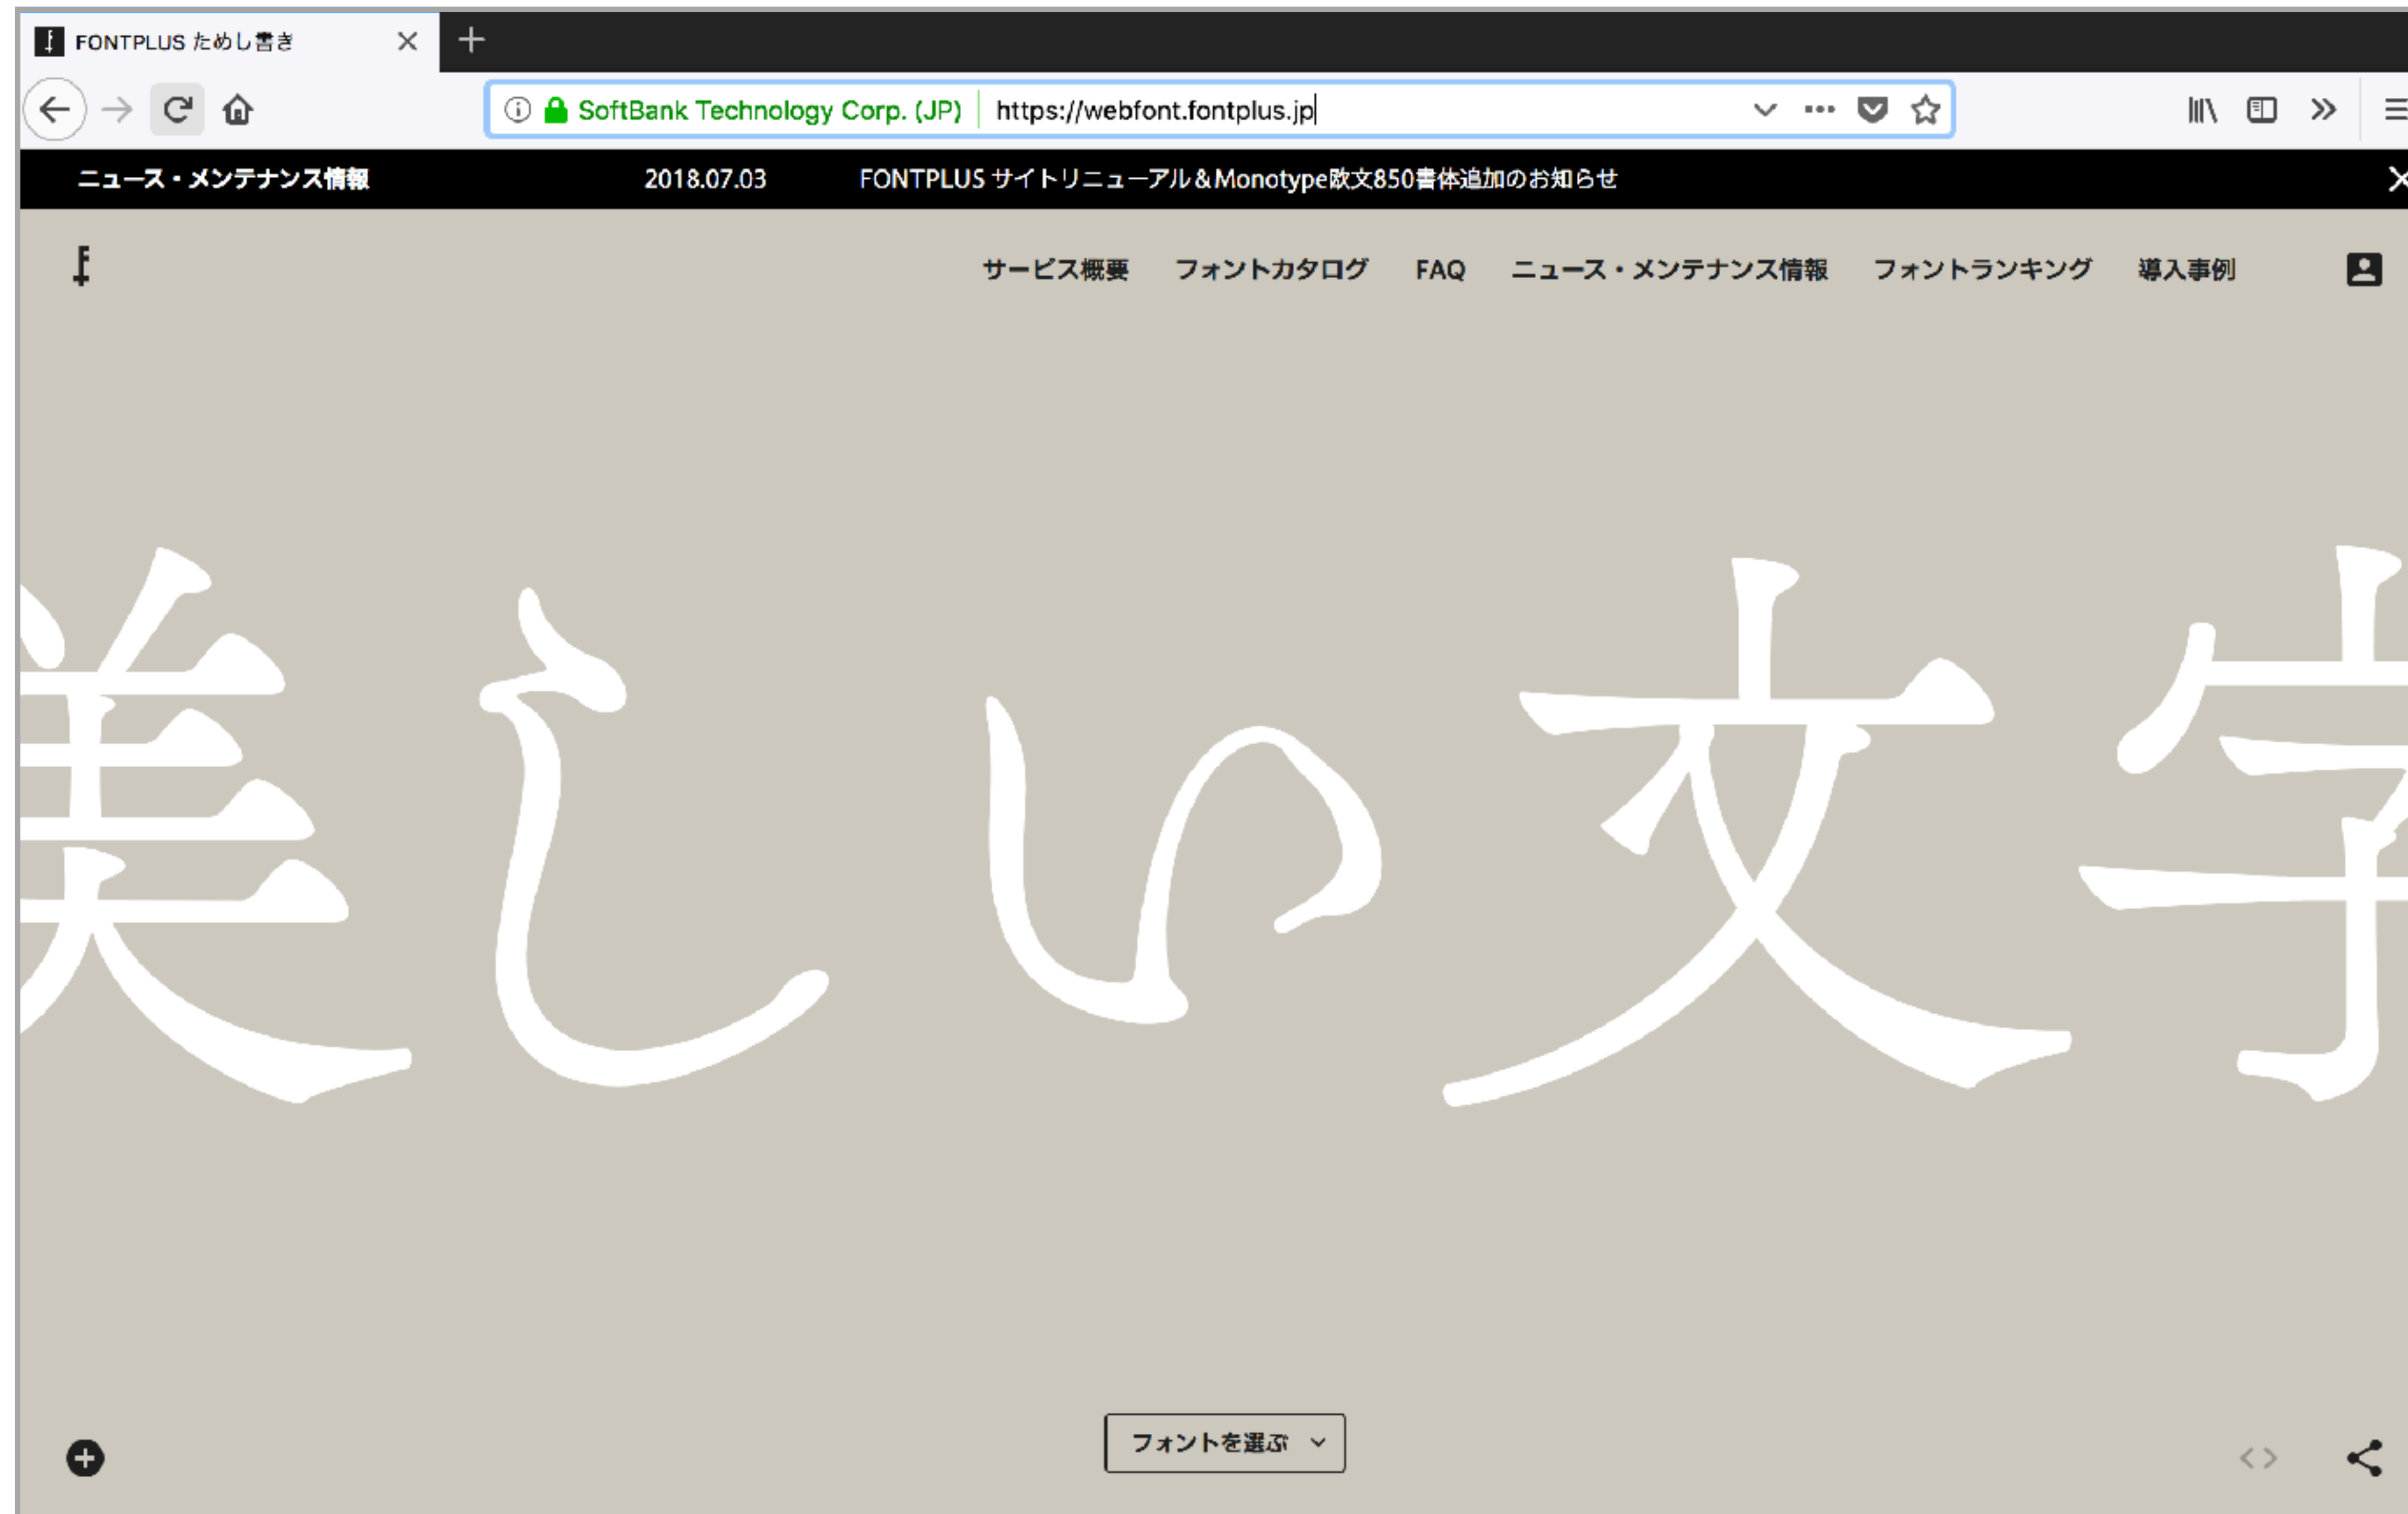 FONTPLUS ためし書き
SoftBank Technology Corp. (JP) https://webfont.fontplus.jp
ニュース・メンテナンス情報 2018.07.03 FONTPLUS サイトリニューアル＆Monotype欧文850書体追加のお知らせ
サービス概要 フォントカタログ FAQ ニュース・メンテナンス情報 フォントランキング 導入事例
美しい文字
フォントを選ぶ